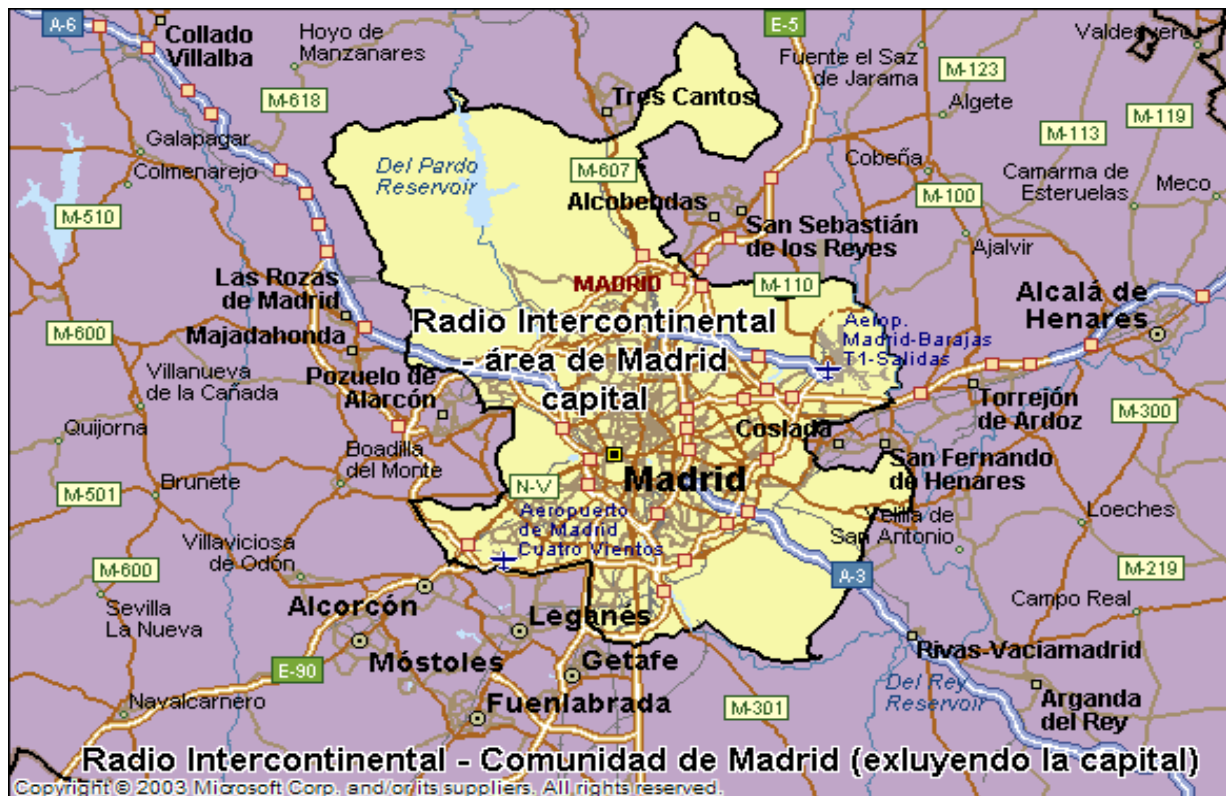 A-6
Collado
Villalba
Hoyo de
Manzanares
E-5
Fuente el Saz
de Jarama
M-123
Valdeavero
M-618
Tres Cantos
Algete
M-119
M-113
Galapagar
Colmenarejo
Del Pardo
Reservoir
M-607
Cobeña
Camarma de
Esteruelas
Meco
M-510
Alcobendas
M-100
San Sebastián
de los Reyes
Ajalvir
Las Rozas
de Madrid
MADRID
M-110
Alcalá de
Henares
M-600
Majadahonda
Radio Intercontinental
- área de Madrid
capital
Aerop.
Madrid-Barajas
T1-Salidas
Villanueva
de la Cañada
Pozuelo de
Alarcón
Torrejón
de Ardoz
M-300
Quijorna
Boadilla
del Monte
Coslada
San Fernando
de Henares
M-501
Brunete
N-V
Madrid
Aeropuerto
de Madrid
Cuatro Vientos
Velilla de
San Antonio
Loeches
Villaviciosa
de Odón
M-600
A-3
M-219
Sevilla
La Nueva
Alcorcón
Leganés
Campo Real
Móstoles
Getafe
Rivas-Vaciamadrid
E-90
Navalcarnero
Fuenlabrada
M-301
Del Rey
Reservoir
Arganda
del Rey
Radio Intercontinental - Comunidad de Madrid (exluyendo la capital)
Copyright © 2003 Microsoft Corp. and/or its suppliers. All rights reserved.